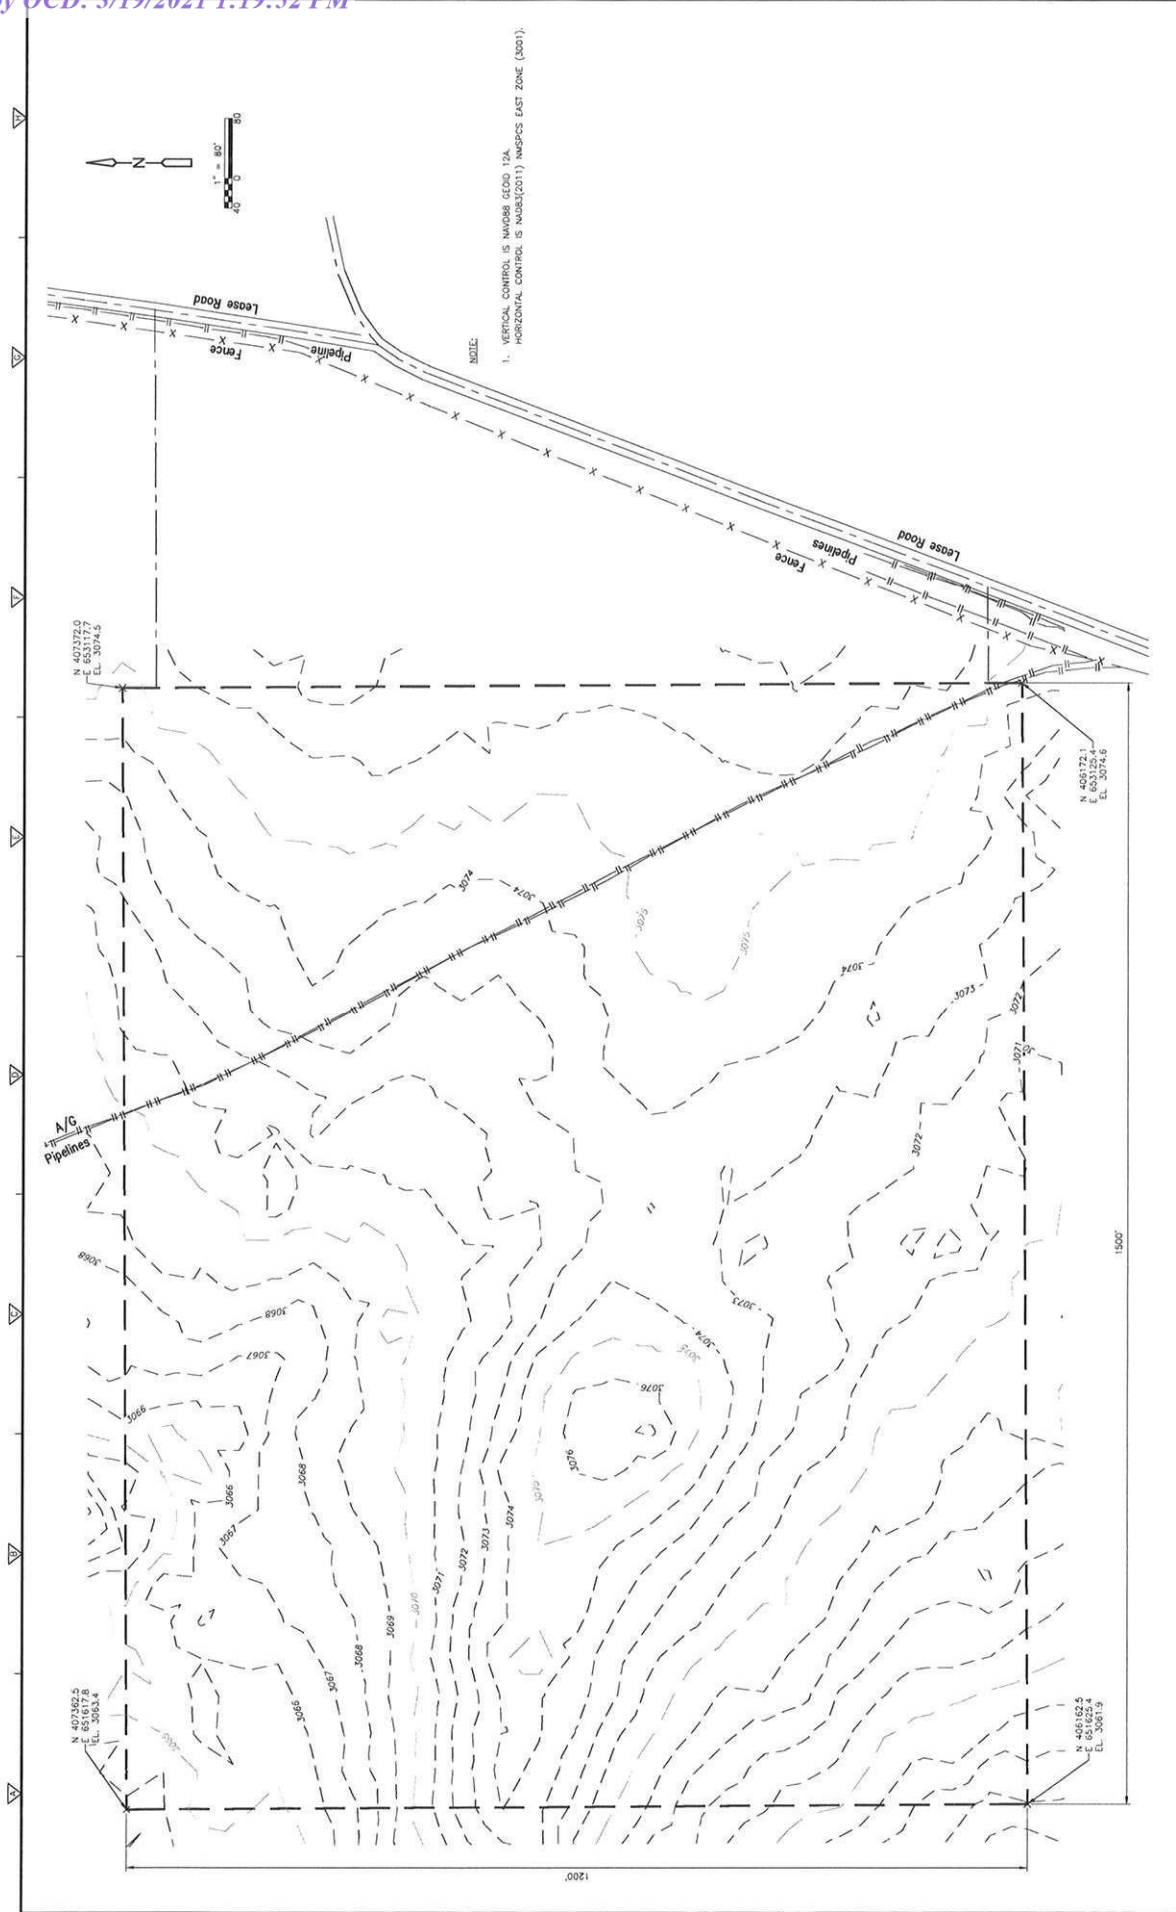 by OCD: 3/19/2021 1:19:52 PM
H
G
F
E
D
C
B
A
N
1" = 80'
40 0 80
NOTE:
1. VERTICAL CONTROL IS NAVD88 GEOID 12A.
HORIZONTAL CONTROL IS NAD83(2011) NMSPCS EAST ZONE (3001).
Lease Road
Pipeline
Fence
Lease Road
Pipelines
Fence
N 407372.0
E 653117.7
EL. 3074.5
N 406172.1
E 653125.4
EL. 3074.6
A/G
Pipelines
3074
3074
3075
3075
3074
3073
3072
3071
3072
3068
3068
3067
3066
3066
3067
3068
3073
3074
3075
3076
3076
3075
3074
3073
3072
3071
3070
3069
3068
3067
3066
3065
N 407362.5
E 651617.8
EL. 3063.4
N 406162.5
E 651625.4
EL. 3061.9
1500'
1200'